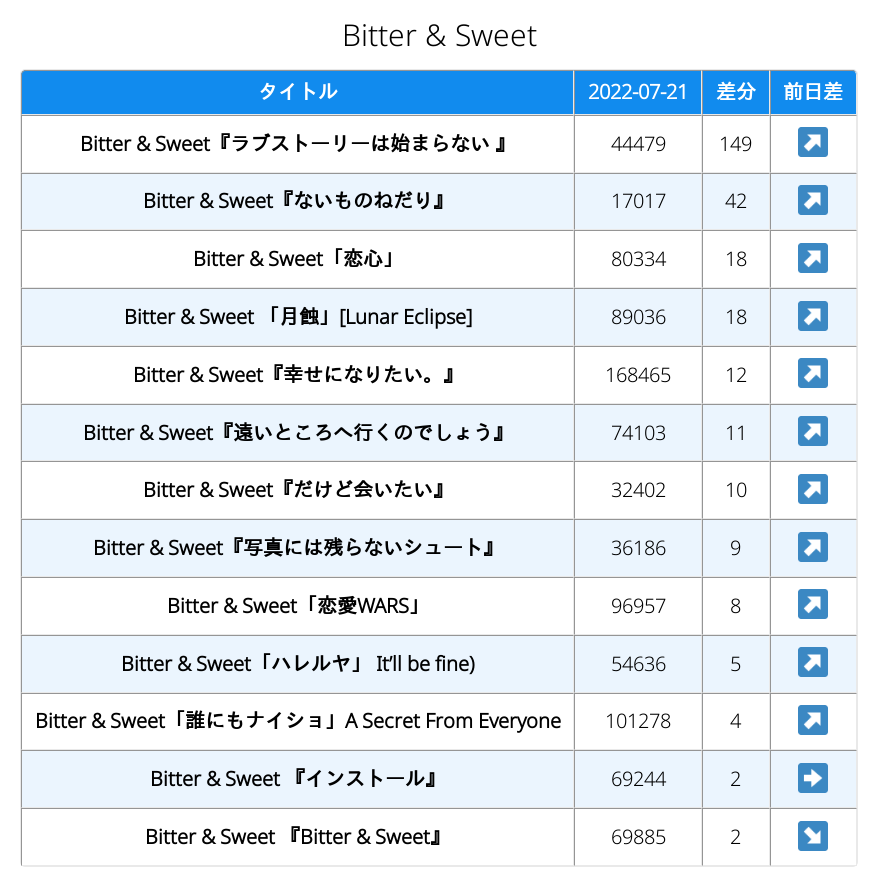 Bitter & Sweet
タイトル 2022-07-21 差分 前日差
Bitter & Sweet『ラブストーリーは始まらない 』 44479 149 ↗
Bitter & Sweet『ないものねだり』 17017 42 ↗
Bitter & Sweet「恋心」 80334 18 ↗
Bitter & Sweet 「月蝕」[Lunar Eclipse] 89036 18 ↗
Bitter & Sweet『幸せになりたい。』 168465 12 ↗
Bitter & Sweet『遠いところへ行くのでしょう』 74103 11 ↗
Bitter & Sweet『だけど会いたい』 32402 10 ↗
Bitter & Sweet『写真には残らないシュート』 36186 9 ↗
Bitter & Sweet「恋愛WARS」 96957 8 ↗
Bitter & Sweet「ハレルヤ」 It’ll be fine) 54636 5 ↗
Bitter & Sweet「誰にもナイショ」A Secret From Everyone 101278 4 ↗
Bitter & Sweet 『インストール』 69244 2 ➡
Bitter & Sweet 『Bitter & Sweet』 69885 2 ↘